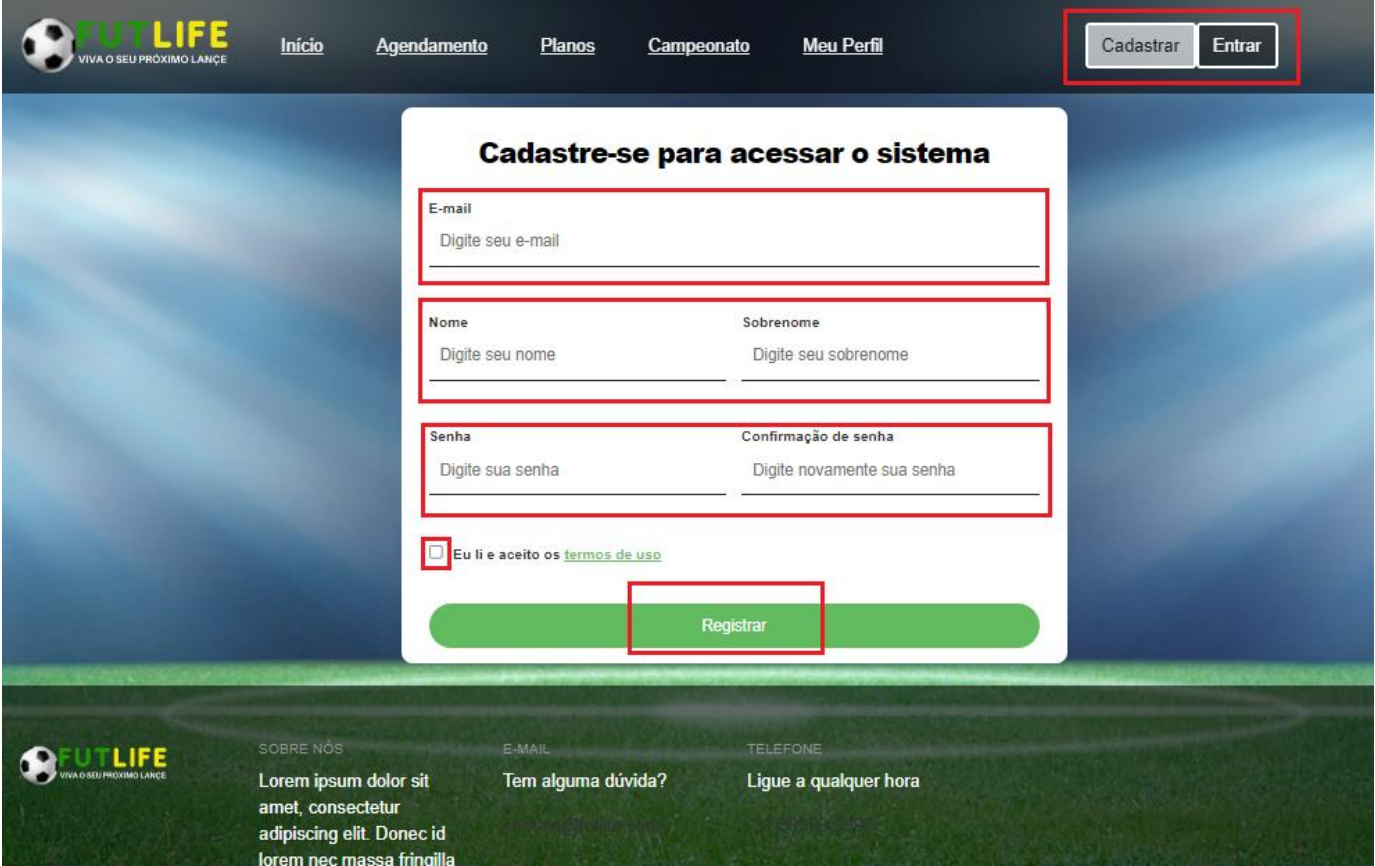 FUTLIFE
VIVA O SEU PRÓXIMO LANCE
Início Agendamento Planos Campeonato Meu Perfil Cadastrar Entrar
Cadastre-se para acessar o sistema
E-mail
Digite seu e-mail
Nome Sobrenome
Digite seu nome Digite seu sobrenome
Senha Confirmação de senha
Digite sua senha Digite novamente sua senha
Eu li e aceito os termos de uso
Registrar
FUTLIFE
VIVA O SEU PRÓXIMO LANCE
SOBRE NÓS E-MAIL TELEFONE
Lorem ipsum dolor sit Tem alguma dúvida? Ligue a qualquer hora
amet, consectetur
adipiscing elit. Donec id
lorem nec massa fringilla